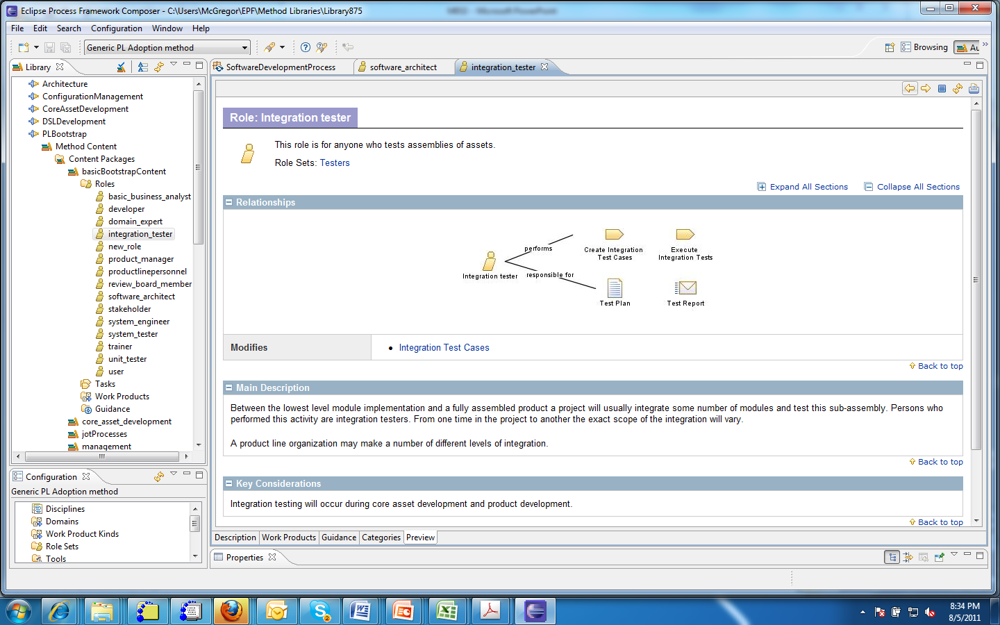 Eclipse Process Framework Composer - C:\Users\McGregor\EPF\Method Libraries\Library875
File Edit Search Configuration Window Help
Generic PL Adoption method
Browsing
Au
Library
Architecture
ConfigurationManagement
CoreAssetDevelopment
DSLDevelopment
PLBootstrap
Method Content
Content Packages
basicBootstrapContent
Roles
basic_business_analyst
developer
domain_expert
integration_tester
new_role
product_manager
productlinepersonnel
review_board_member
software_architect
stakeholder
system_engineer
system_tester
trainer
unit_tester
user
Tasks
Work Products
Guidance
core_asset_development
jotProcesses
management
Configuration
Generic PL Adoption method
Disciplines
Domains
Work Product Kinds
Role Sets
Tools
SoftwareDevelopmentProcess
software_architect
integration_tester
Role: Integration tester
This role is for anyone who tests assemblies of assets.
Role Sets: Testers
Expand All Sections Collapse All Sections
Relationships
performs
Integration tester
responsible for
Create Integration
Test Cases
Execute
Integration Tests
Test Plan
Test Report
Modifies
• Integration Test Cases
Back to top
Main Description
Between the lowest level module implementation and a fully assembled product a project will usually integrate some number of modules and test this sub-assembly. Persons who
performed this activity are integration testers. From one time in the project to another the exact scope of the integration will vary.
A product line organization may make a number of different levels of integration.
Back to top
Key Considerations
Integration testing will occur during core asset development and product development.
Back to top
Description Work Products Guidance Categories Preview
Properties
8:34 PM
8/5/2011